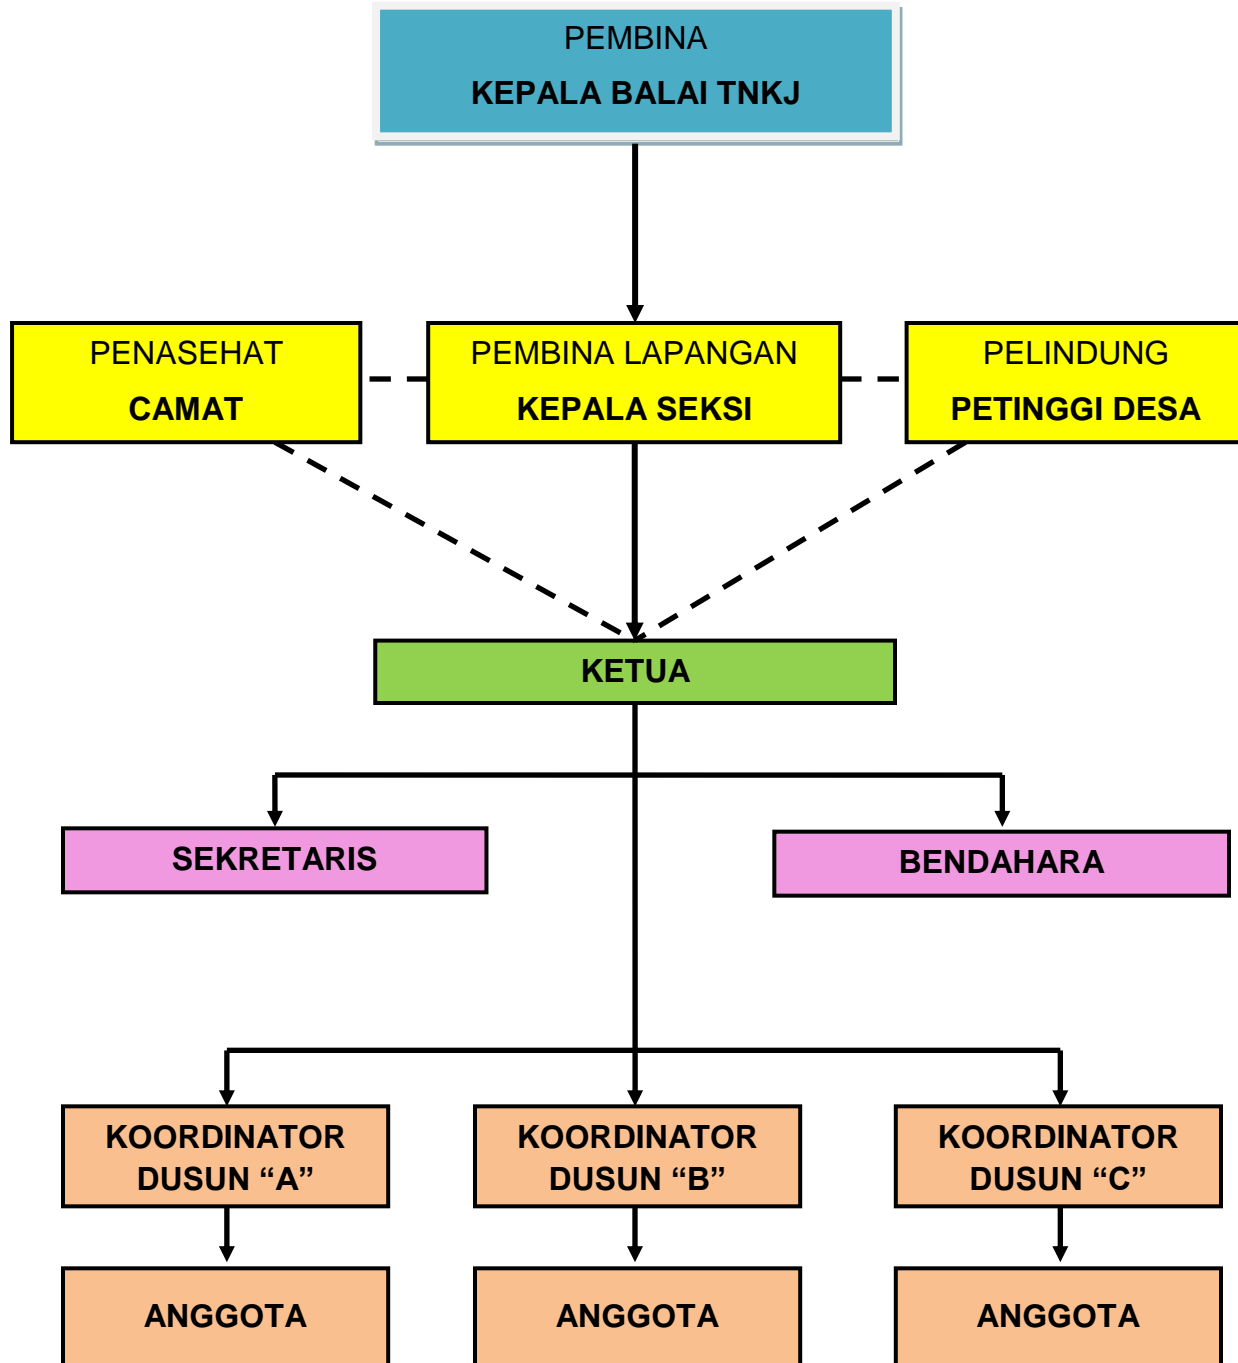 PEMBINA
KEPALA BALAI TNKJ
PENASEHAT
CAMAT
PEMBINA LAPANGAN
KEPALA SEKSI
PELINDUNG
PETINGGI DESA
KETUA
SEKRETARIS
BENDAHARA
KOORDINATOR
DUSUN “A”
KOORDINATOR
DUSUN “B”
KOORDINATOR
DUSUN “C”
ANGGOTA
ANGGOTA
ANGGOTA